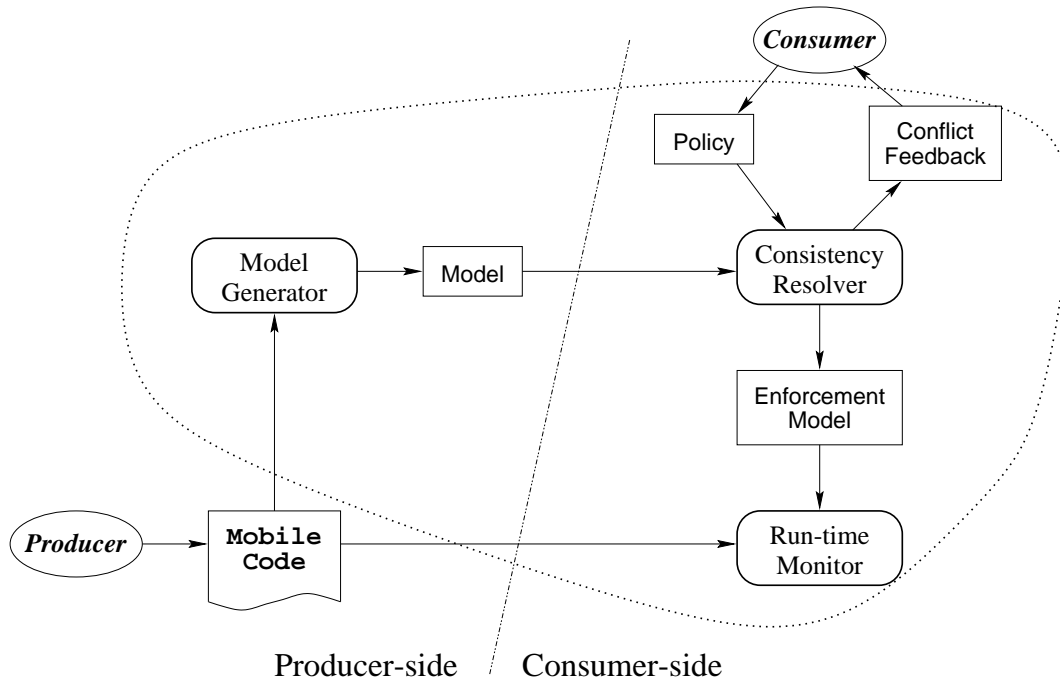 Consumer
Policy
Conflict
Feedback
Model
Generator
Model
Consistency
Resolver
Enforcement
Model
Producer
Mobile
Code
Run-time
Monitor
Producer-side
Consumer-side